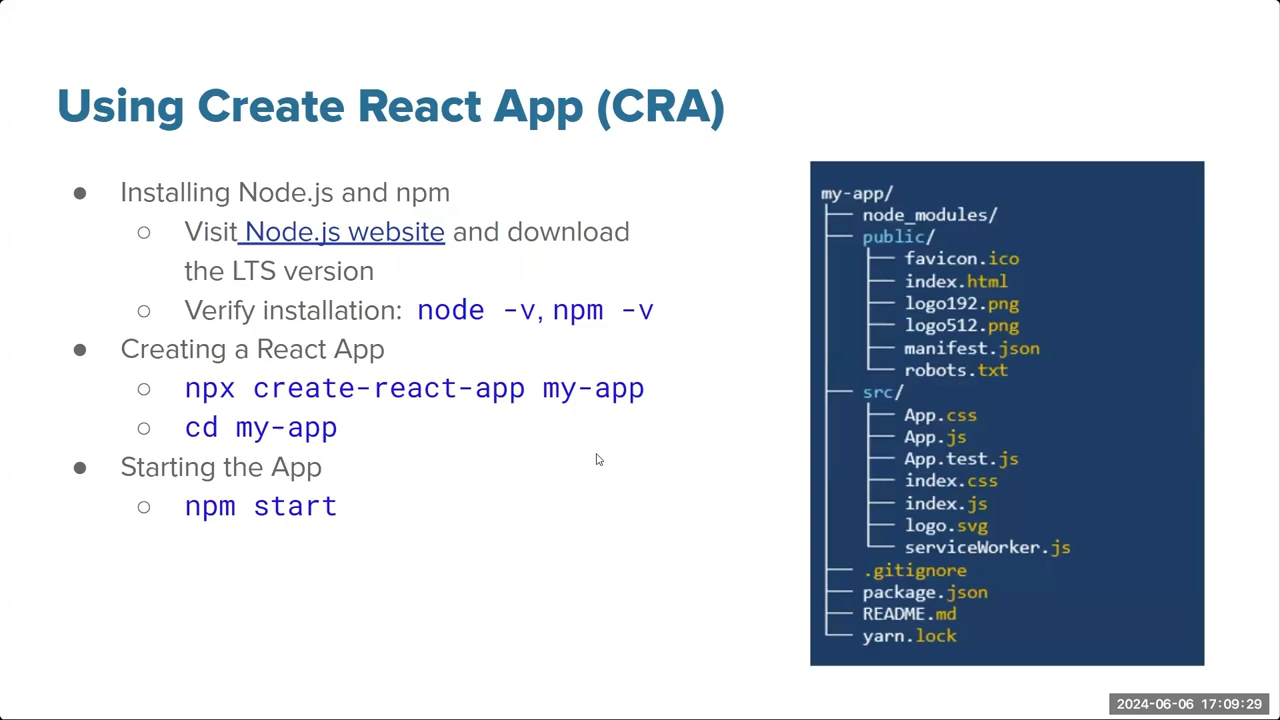 Using Create React App (CRA)
● Installing Node.js and npm
○ Visit Node.js website and download
the LTS version
○ Verify installation: node -v, npm -v
● Creating a React App
○ npx create-react-app my-app
○ cd my-app
● Starting the App
○ npm start
my-app/
├── node_modules/
├── public/
│   ├── favicon.ico
│   ├── index.html
│   ├── logo192.png
│   ├── logo512.png
│   ├── manifest.json
│   └── robots.txt
├── src/
│   ├── App.css
│   ├── App.js
│   ├── App.test.js
│   ├── index.css
│   ├── index.js
│   ├── logo.svg
│   └── serviceWorker.js
├── .gitignore
├── package.json
├── README.md
└── yarn.lock
2024-06-06 17:09:29